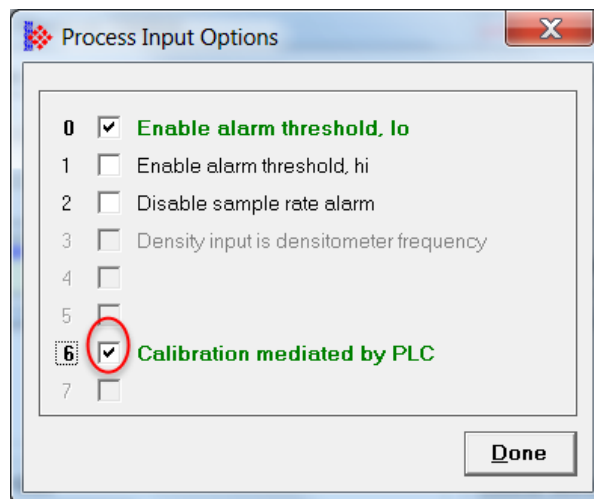 Process Input Options
X
0 Enable alarm threshold, lo
1 Enable alarm threshold, hi
2 Disable sample rate alarm
3 Density input is densitometer frequency
4
5
6 Calibration mediated by PLC
7
Done